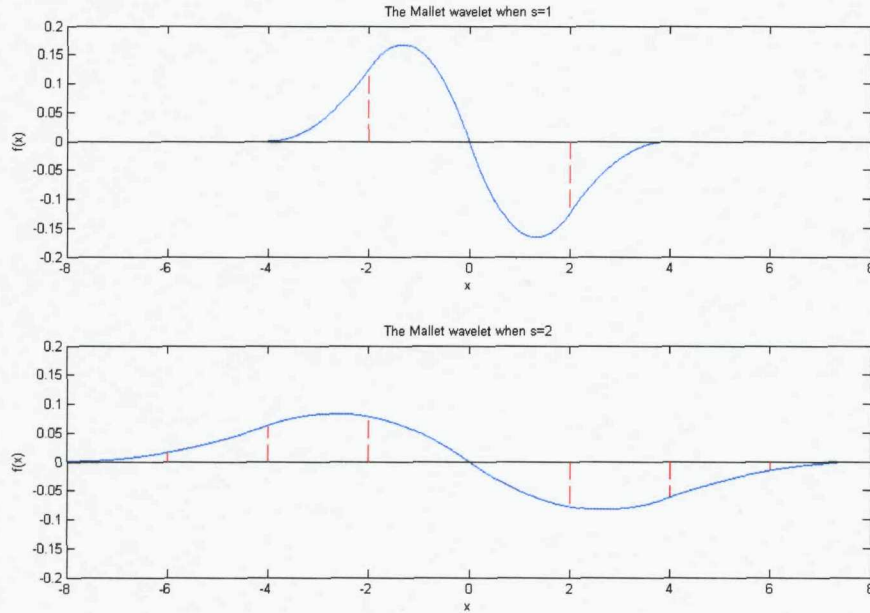 The Mallet wavelet when s=1
0.2
0.15
0.1
0.05
0
-0.05
-0.1
-0.15
-0.2
f(x)
-8 -6 -4 -2 0 2 4 6 8
x
The Mallet wavelet when s=2
0.2
0.15
0.1
0.05
0
-0.05
-0.1
-0.15
-0.2
f(x)
-8 -6 -4 -2 0 2 4 6 8
x